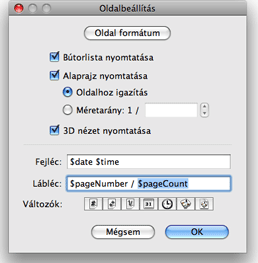 Oldalbeállítás
Oldal formátum
Bútorlista nyomtatása
Alaprajz nyomtatása
Oldalhoz igazítás
Méretarány: 1 /
3D nézet nyomtatása
Fejléc: $date $time
Lábléc: $pageNumber / $pageCount
Változók:
Mégsem OK